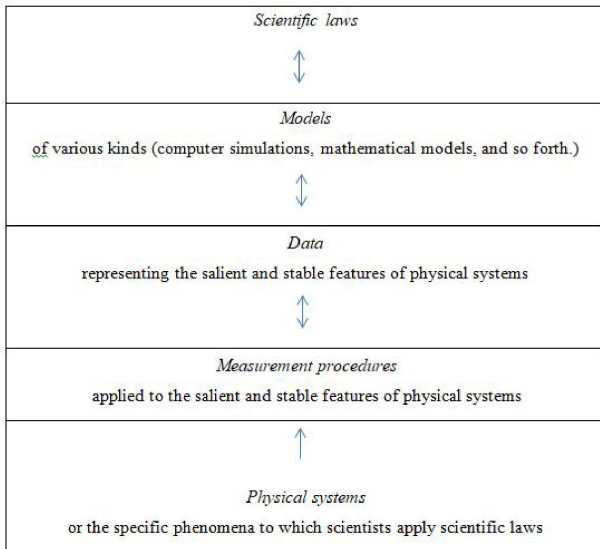 Scientific laws
Models
of various kinds (computer simulations, mathematical models, and so forth.)
Data
representing the salient and stable features of physical systems
Measurement procedures
applied to the salient and stable features of physical systems
Physical systems
or the specific phenomena to which scientists apply scientific laws